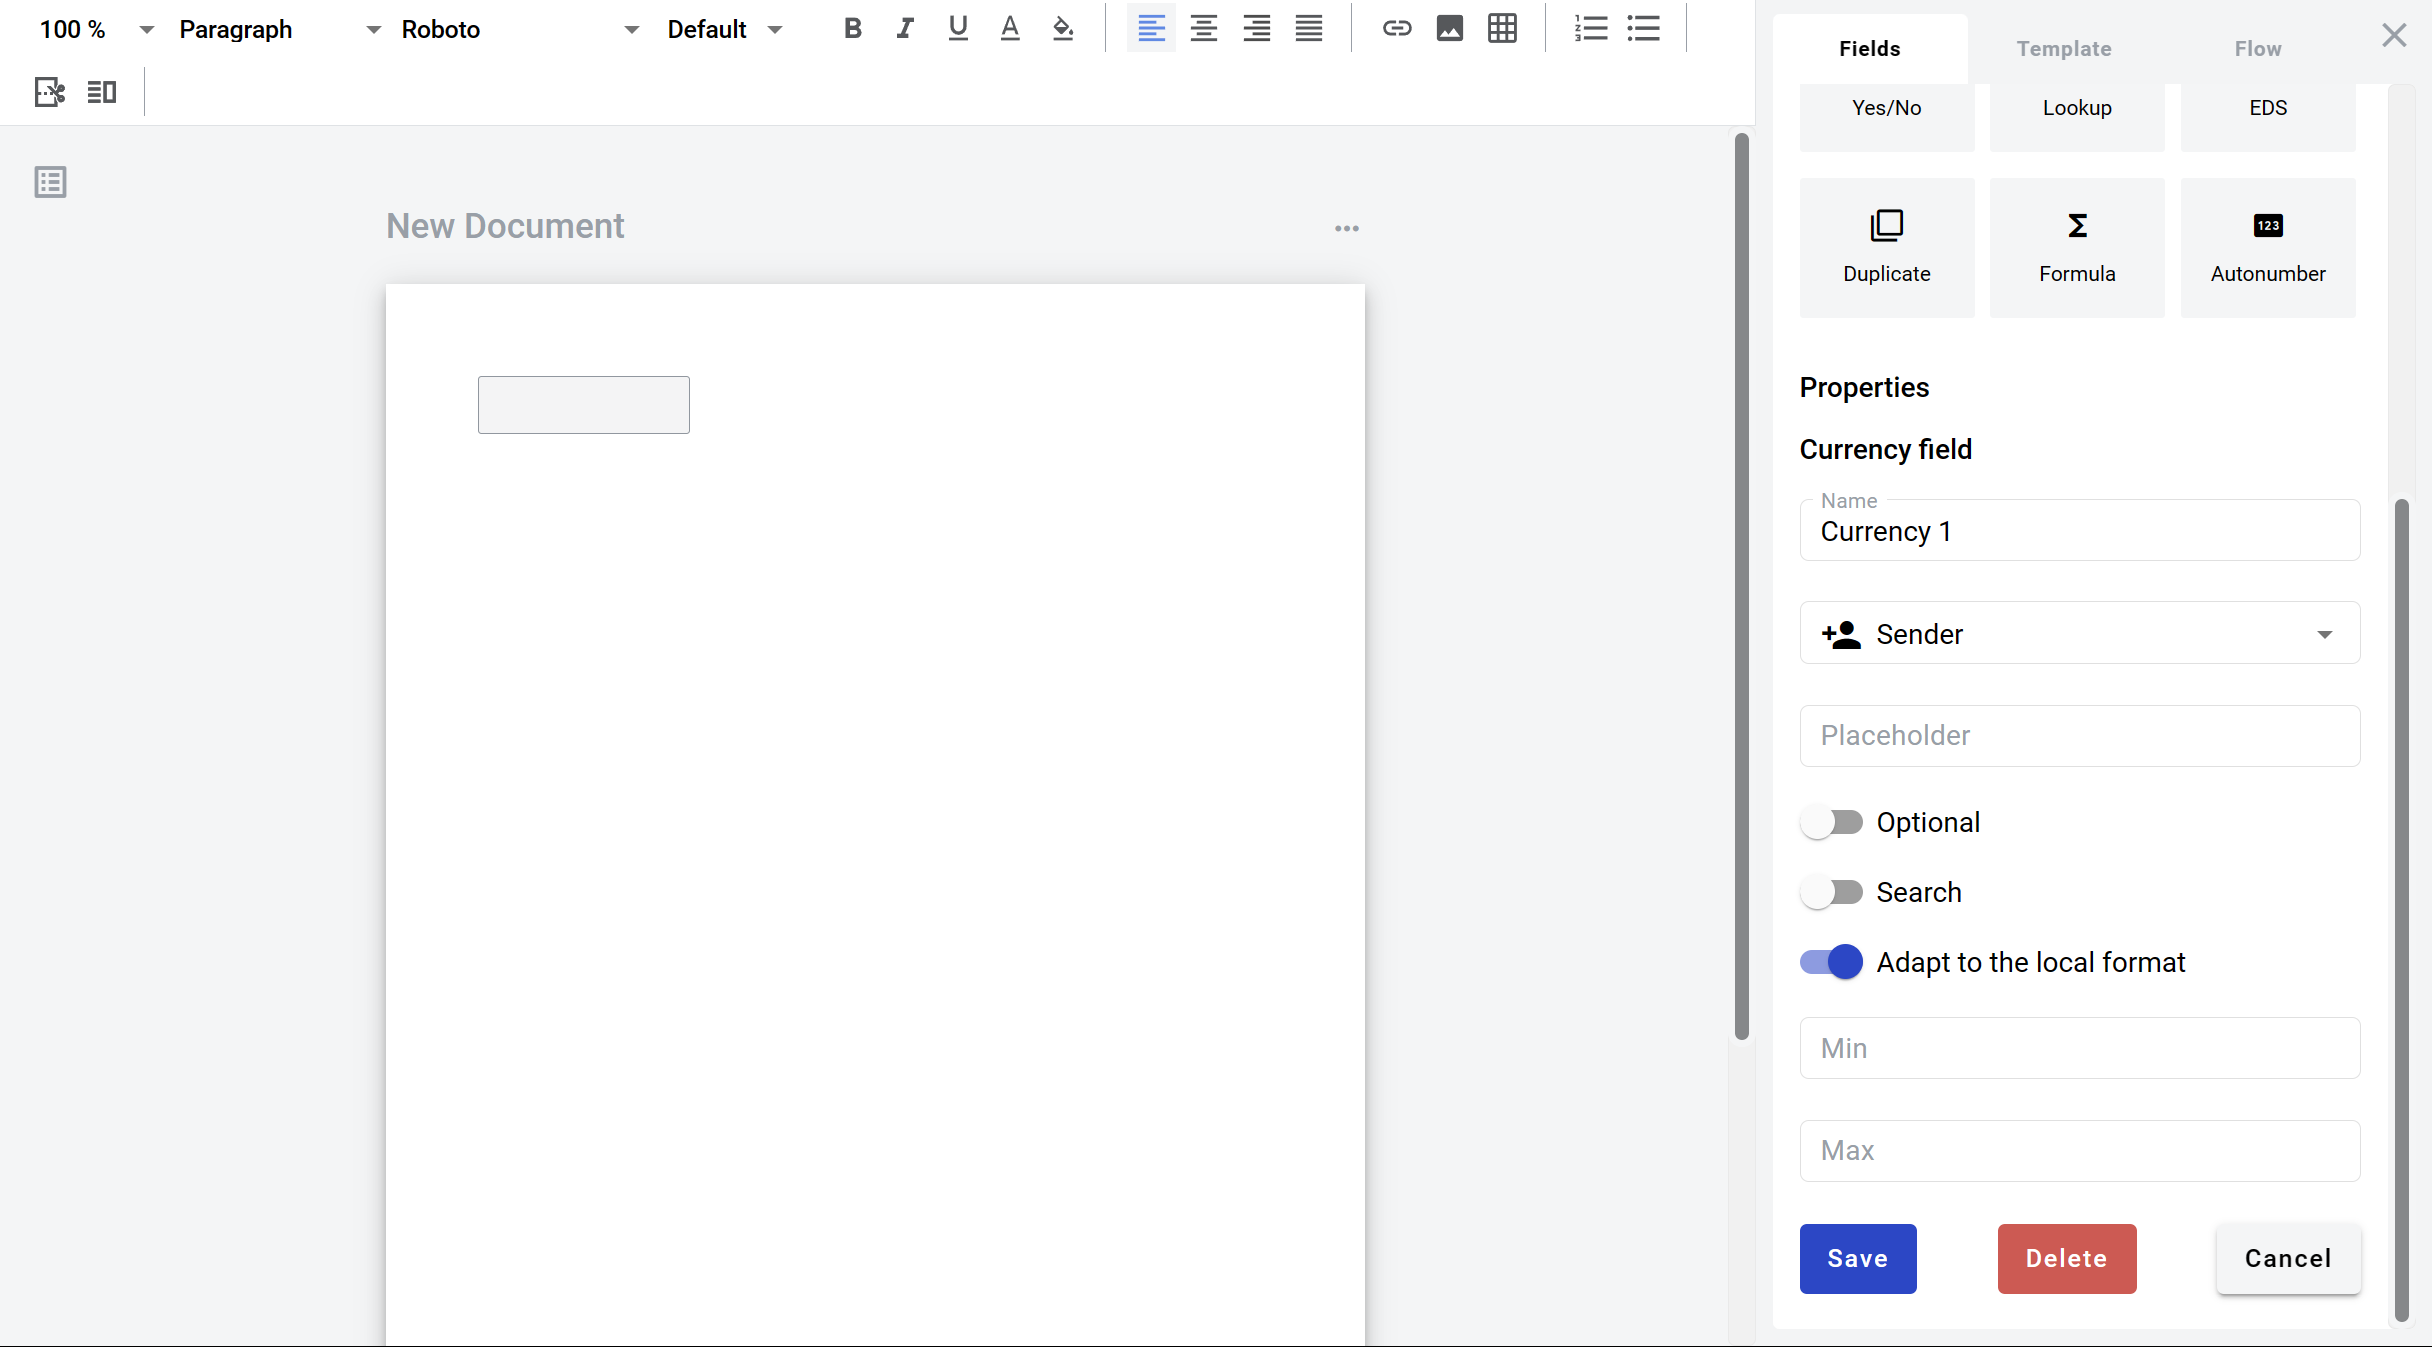 100 % Paragraph Roboto Default B I U A
Fields Template Flow
Yes/No Lookup EDS
New Document
123
Duplicate Formula Autonumber
Properties
Currency field
Name
Currency 1
Sender
Placeholder
Optional
Search
Adapt to the local format
Min
Max
Save Delete Cancel